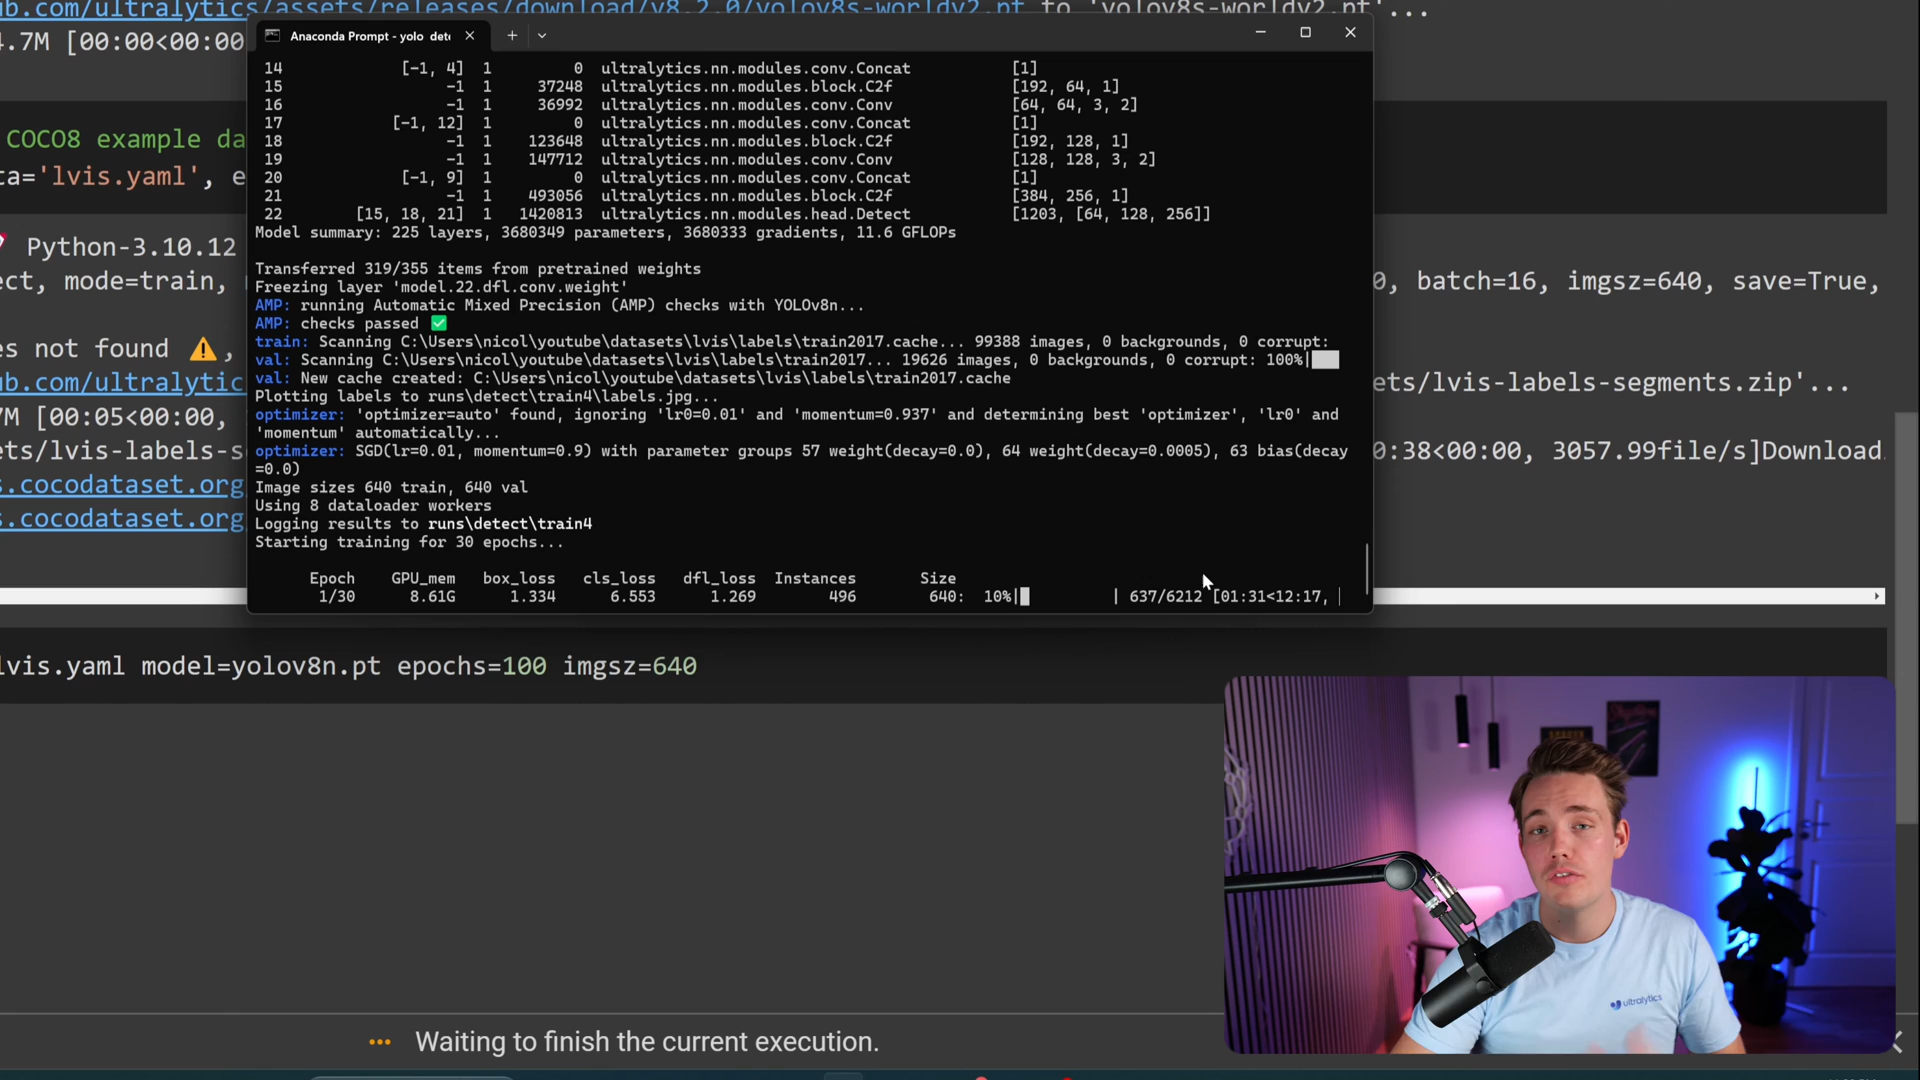 ub.com/ultralytics/assets/releases/download/v8.2.0/yolov8s-worldv2.pt to 'yolov8s-worldv2.pt'...
4.7M [00:00<00:00
Anaconda Prompt - yolo dete
14 [-1, 4] 1 0 ultralytics.nn.modules.conv.Concat [1]
15 -1 1 37248 ultralytics.nn.modules.block.C2f [192, 64, 1]
16 -1 1 36992 ultralytics.nn.modules.conv.Conv [64, 64, 3, 2]
17 [-1, 12] 1 0 ultralytics.nn.modules.conv.Concat [1]
18 -1 1 123648 ultralytics.nn.modules.block.C2f [192, 128, 1]
19 -1 1 147712 ultralytics.nn.modules.conv.Conv [128, 128, 3, 2]
20 [-1, 9] 1 0 ultralytics.nn.modules.conv.Concat [1]
21 -1 1 493056 ultralytics.nn.modules.block.C2f [384, 256, 1]
22 [15, 18, 21] 1 1420813 ultralytics.nn.modules.head.Detect [1203, [64, 128, 256]]
Model summary: 225 layers, 3680349 parameters, 3680333 gradients, 11.6 GFLOPs
Transferred 319/355 items from pretrained weights
Freezing layer 'model.22.dfl.conv.weight'
AMP: running Automatic Mixed Precision (AMP) checks with YOLOv8n...
AMP: checks passed ✅
train: Scanning C:\Users\nicol\youtube\datasets\lvis\labels\train2017.cache... 99388 images, 0 backgrounds, 0 corrupt:
val: Scanning C:\Users\nicol\youtube\datasets\lvis\labels\train2017... 19626 images, 0 backgrounds, 0 corrupt: 100%|
val: New cache created: C:\Users\nicol\youtube\datasets\lvis\labels\train2017.cache
Plotting labels to runs\detect\train4\labels.jpg...
optimizer: 'optimizer=auto' found, ignoring 'lr0=0.01' and 'momentum=0.937' and determining best 'optimizer', 'lr0' and
'momentum' automatically...
optimizer: SGD(lr=0.01, momentum=0.9) with parameter groups 57 weight(decay=0.0), 64 weight(decay=0.0005), 63 bias(decay
=0.0)
Image sizes 640 train, 640 val
Using 8 dataloader workers
Logging results to runs\detect\train4
Starting training for 30 epochs...
Epoch GPU_mem box_loss cls_loss dfl_loss Instances Size
1/30 8.61G 1.334 6.553 1.269 496 640: 10%| | 637/6212 [01:31<12:17,
COCO8 example da
ta='lvis.yaml', e
Python-3.10.12
ect, mode=train,
0, batch=16, imgsz=640, save=True,
es not found ⚠️,
ub.com/ultralytic
ets/lvis-labels-segments.zip'...
7M [00:05<00:00,
ets/lvis-labels-s
0:38<00:00, 3057.99file/s]Download
s.cocodataset.org
s.cocodataset.org
lvis.yaml model=yolov8n.pt epochs=100 imgsz=640
ultralytics
Waiting to finish the current execution.